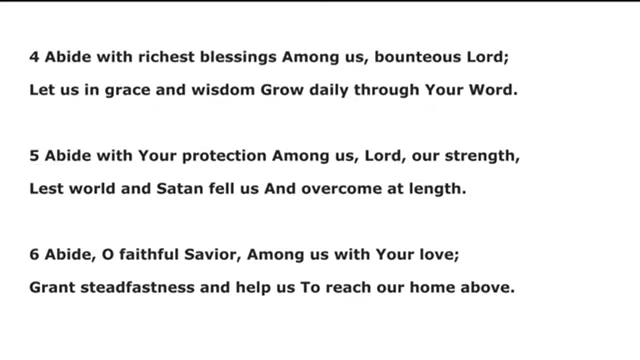 4 Abide with richest blessings Among us, bounteous Lord;
Let us in grace and wisdom Grow daily through Your Word.
5 Abide with Your protection Among us, Lord, our strength,
Lest world and Satan fell us And overcome at length.
6 Abide, O faithful Savior, Among us with Your love;
Grant steadfastness and help us To reach our home above.